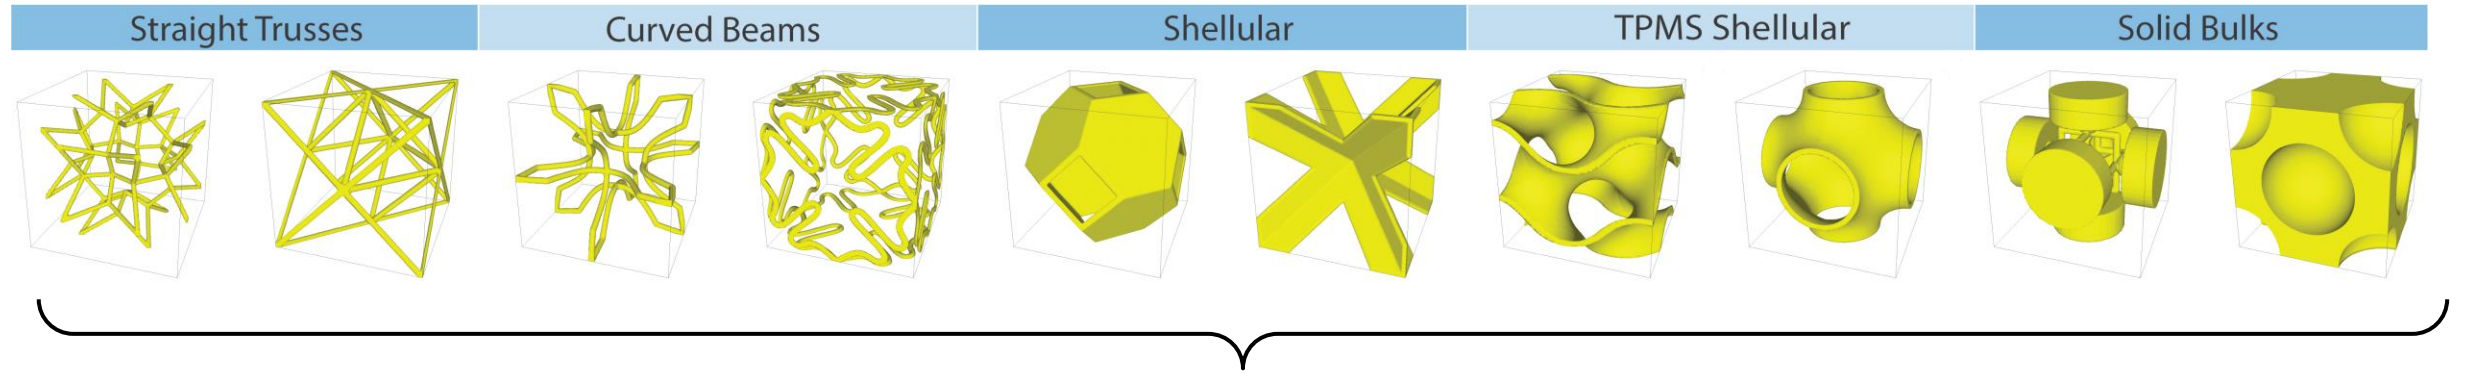 Straight Trusses
Curved Beams
Shellular
TPMS Shellular
Solid Bulks